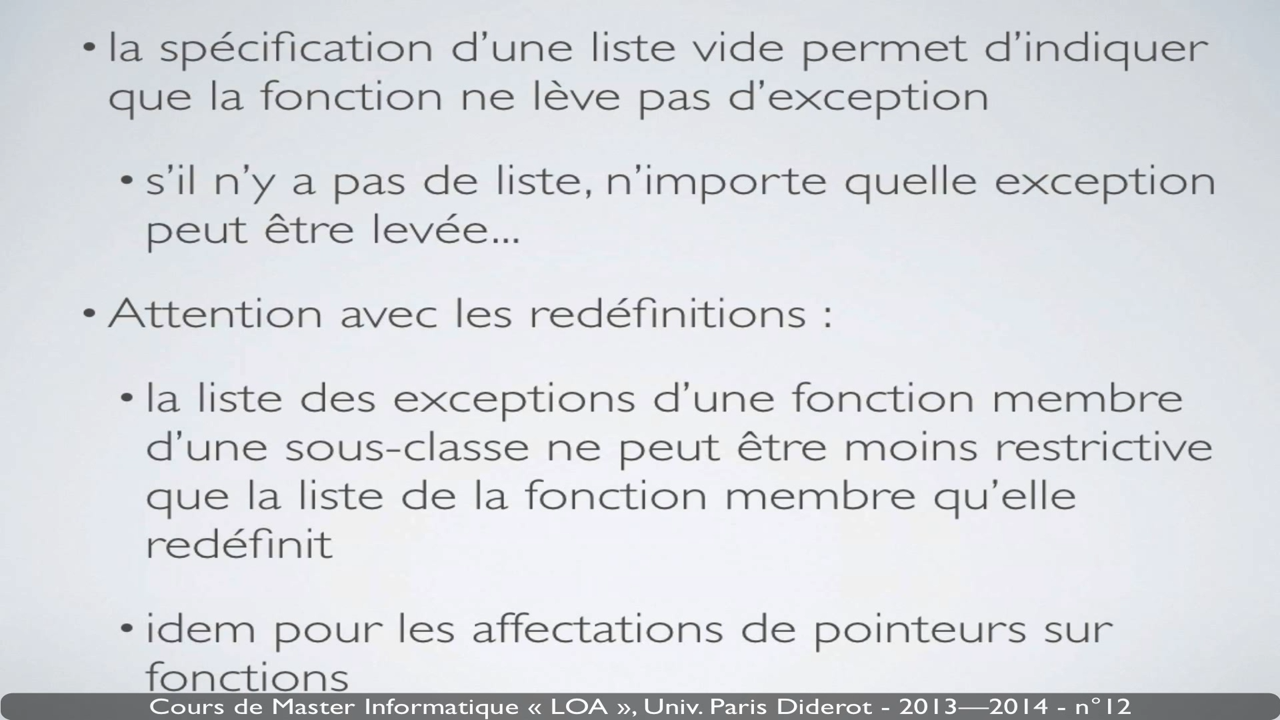 • la spécification d’une liste vide permet d’indiquer
que la fonction ne lève pas d’exception
• s’il n’y a pas de liste, n’importe quelle exception
peut être levée...
• Attention avec les redéfinitions :
• la liste des exceptions d’une fonction membre
d’une sous-classe ne peut être moins restrictive
que la liste de la fonction membre qu’elle
redéfinit
• idem pour les affectations de pointeurs sur
fonctions
Cours de Master Informatique « LOA », Univ. Paris Diderot - 2013—2014 - n°12